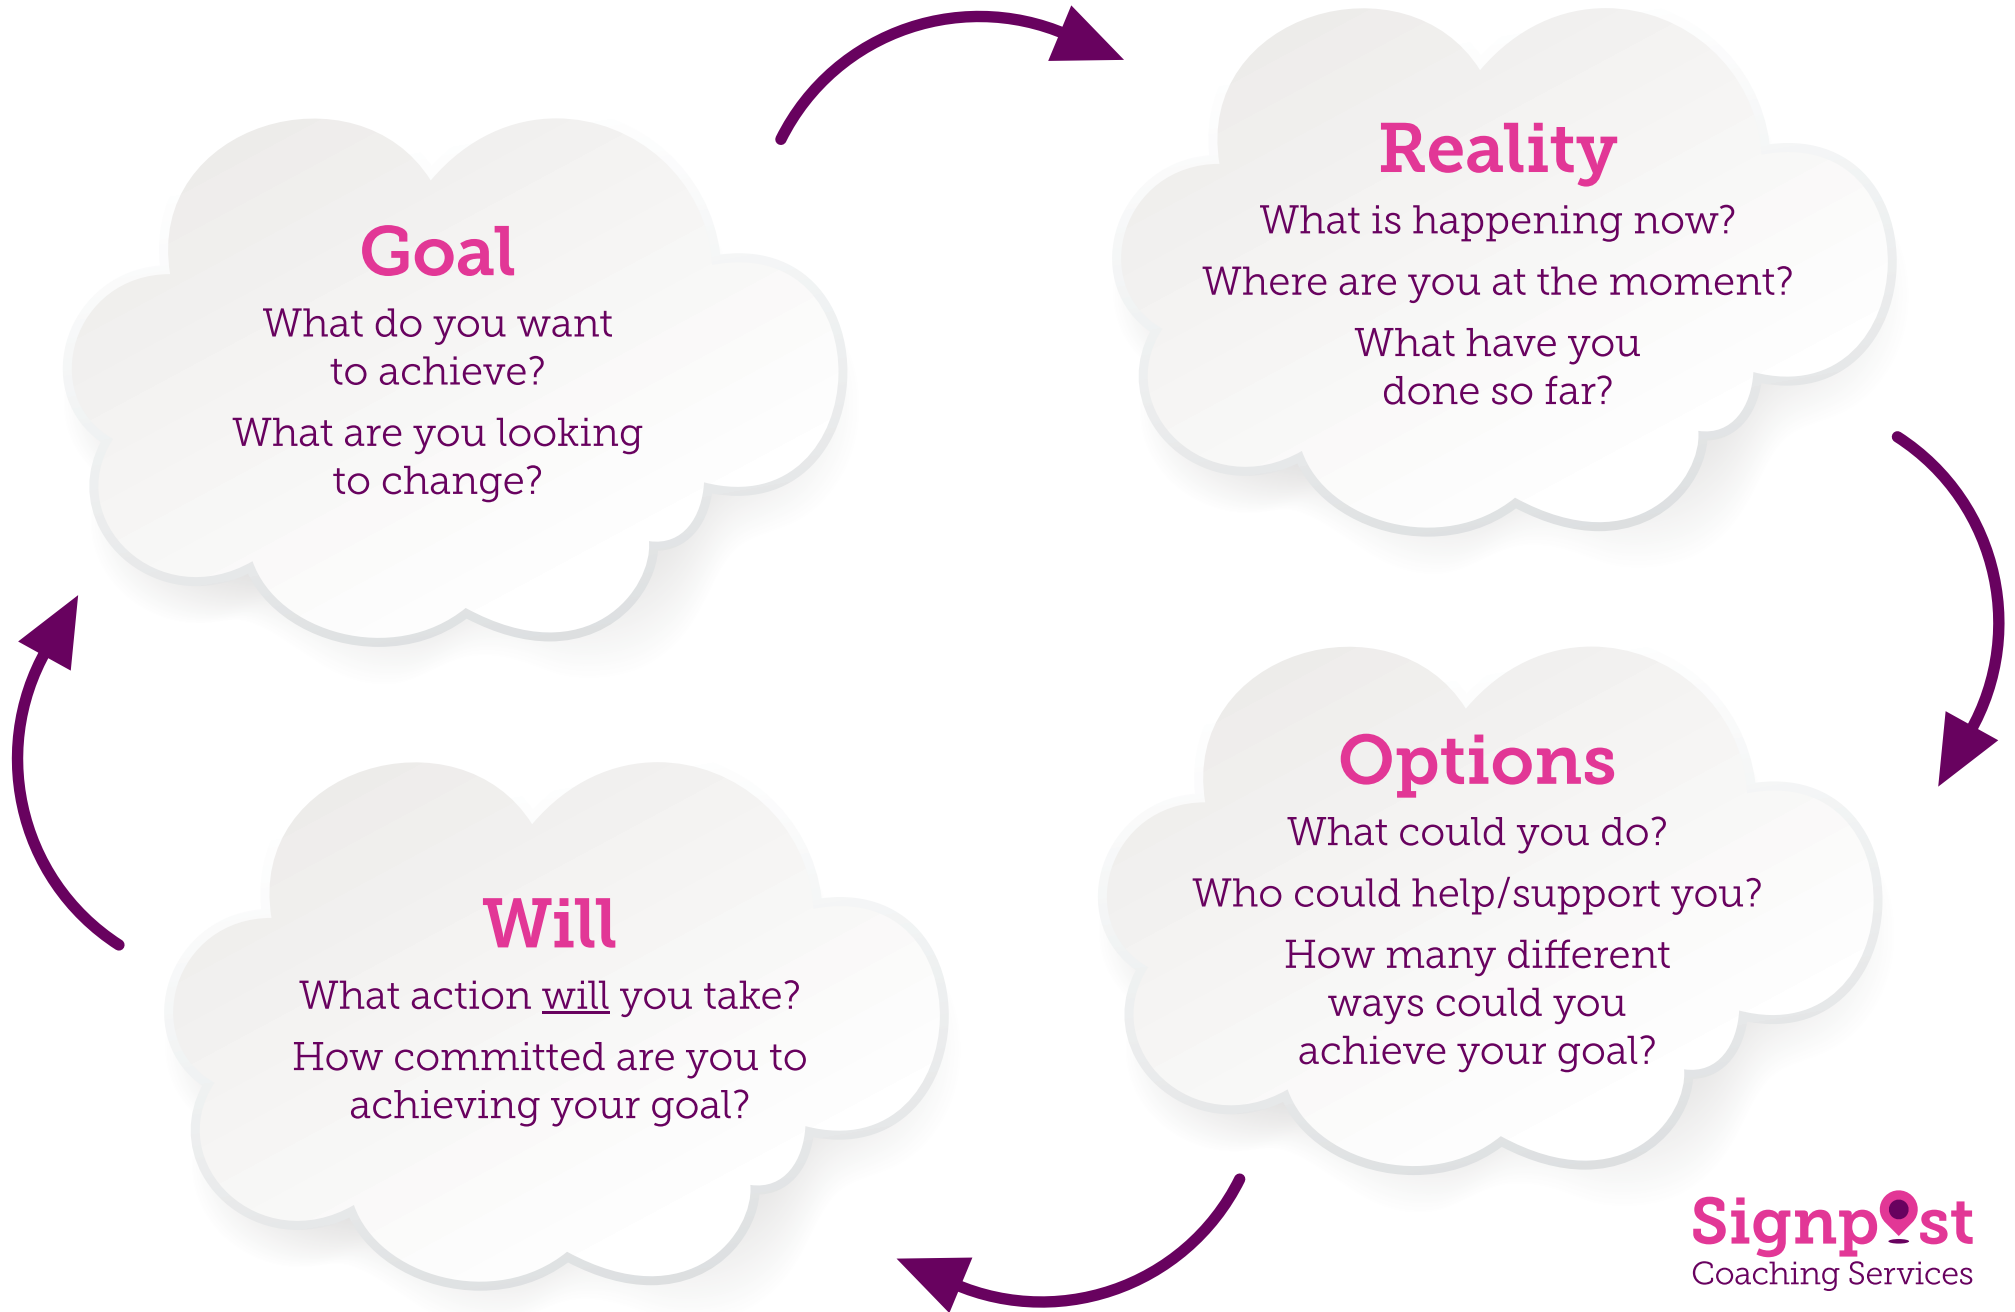 Goal
What do you want
to achieve?
What are you looking
to change?
Reality
What is happening now?
Where are you at the moment?
What have you
done so far?
Options
What could you do?
Who could help/support you?
How many different
ways could you
achieve your goal?
Will
What action will you take?
How committed are you to
achieving your goal?
Signpost
Coaching Services